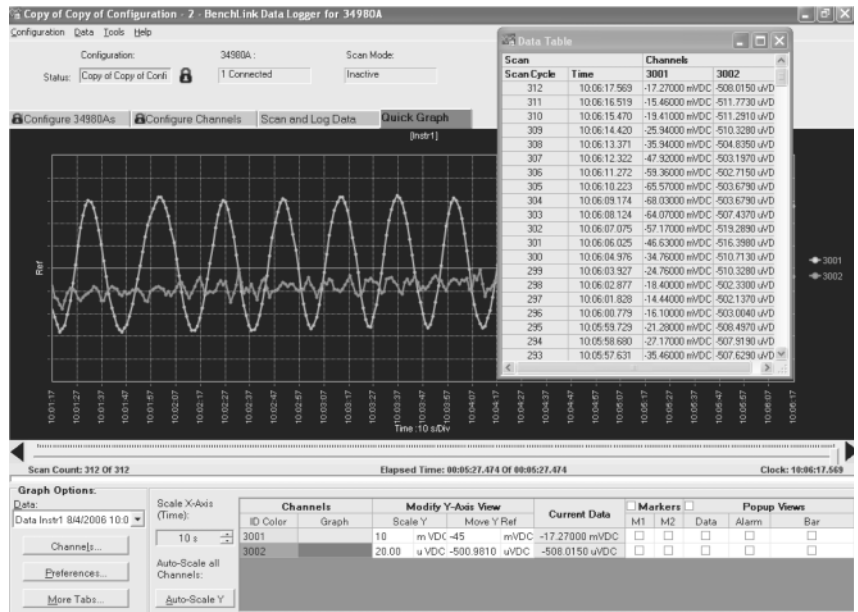 Copy of Copy of Configuration - 2 - BenchLink Data Logger for 34980A
Configuration Data Tools Help
Configuration: 34980A : Scan Mode:
Status: Copy of Copy of Confi 1 Connected Inactive
Configure 34980As Configure Channels Scan and Log Data Quick Graph
[Instr1]
Ref
Data Table
Scan Channels
Scan Cycle Time 3001 3002
312 10:06:17.569 -17.27000 mVDC -508.0150 uVD
311 10:06:16.519 -15.46000 mVDC -511.7730 uVD
310 10:06:15.470 -19.41000 mVDC -511.2910 uVD
309 10:06:14.420 -25.94000 mVDC -510.3280 uVD
308 10:06:13.371 -35.94000 mVDC -504.8350 uVD
307 10:06:12.322 -47.92000 mVDC -503.1970 uVD
306 10:06:11.272 -59.36000 mVDC -502.7150 uVD
305 10:06:10.223 -65.57000 mVDC -503.6790 uVD
304 10:06:09.174 -68.03000 mVDC -503.6790 uVD
303 10:06:08.124 -64.07000 mVDC -507.4370 uVD
302 10:06:07.075 -57.17000 mVDC -519.2890 uVD
301 10:06:06.025 -46.63000 mVDC -516.3980 uVD
300 10:06:04.976 -34.76000 mVDC -510.7130 uVD
299 10:06:03.927 -24.76000 mVDC -510.3280 uVD
298 10:06:02.877 -18.40000 mVDC -502.3300 uVD
297 10:06:01.828 -14.44000 mVDC -502.1370 uVD
296 10:06:00.779 -16.10000 mVDC -503.0040 uVD
295 10:05:59.729 -21.28000 mVDC -508.4970 uVD
294 10:05:58.680 -27.17000 mVDC -507.9190 uVD
293 10:05:57.631 -35.46000 mVDC -507.6290 uVD
3001
3002
10:01:17 10:01:27 10:01:37 10:01:47 10:01:57 10:02:07 10:02:17 10:02:27 10:02:37 10:02:47 10:02:57 10:03:07 10:03:17 10:03:27 10:03:37 10:03:47 10:03:57 10:04:07 10:04:17 10:04:27 10:04:37 10:04:47 10:04:57 10:05:07 10:05:17 10:05:27 10:05:37 10:05:47 10:05:57 10:06:07 10:06:17
Time :10 s/Div
Scan Count: 312 Of 312 Elapsed Time: 00:05:27.474 Of 00:05:27.474 Clock: 10:06:17.569
Graph Options:
Data:
Data Instr1 8/4/2006 10:0
Channels...
Preferences...
More Tabs...
Scale X-Axis
(Time):
10 s
Auto-Scale all
Channels:
Auto-Scale Y
Channels Modify Y-Axis View Current Data Markers Popup Views
ID Color Graph Scale Y Move Y Ref M1 M2 Data Alarm Bar
3001 10 m VDC -45 mVDC -17.27000 mVDC
3002 20.00 u VDC -500.9810 uVDC -508.0150 uVDC